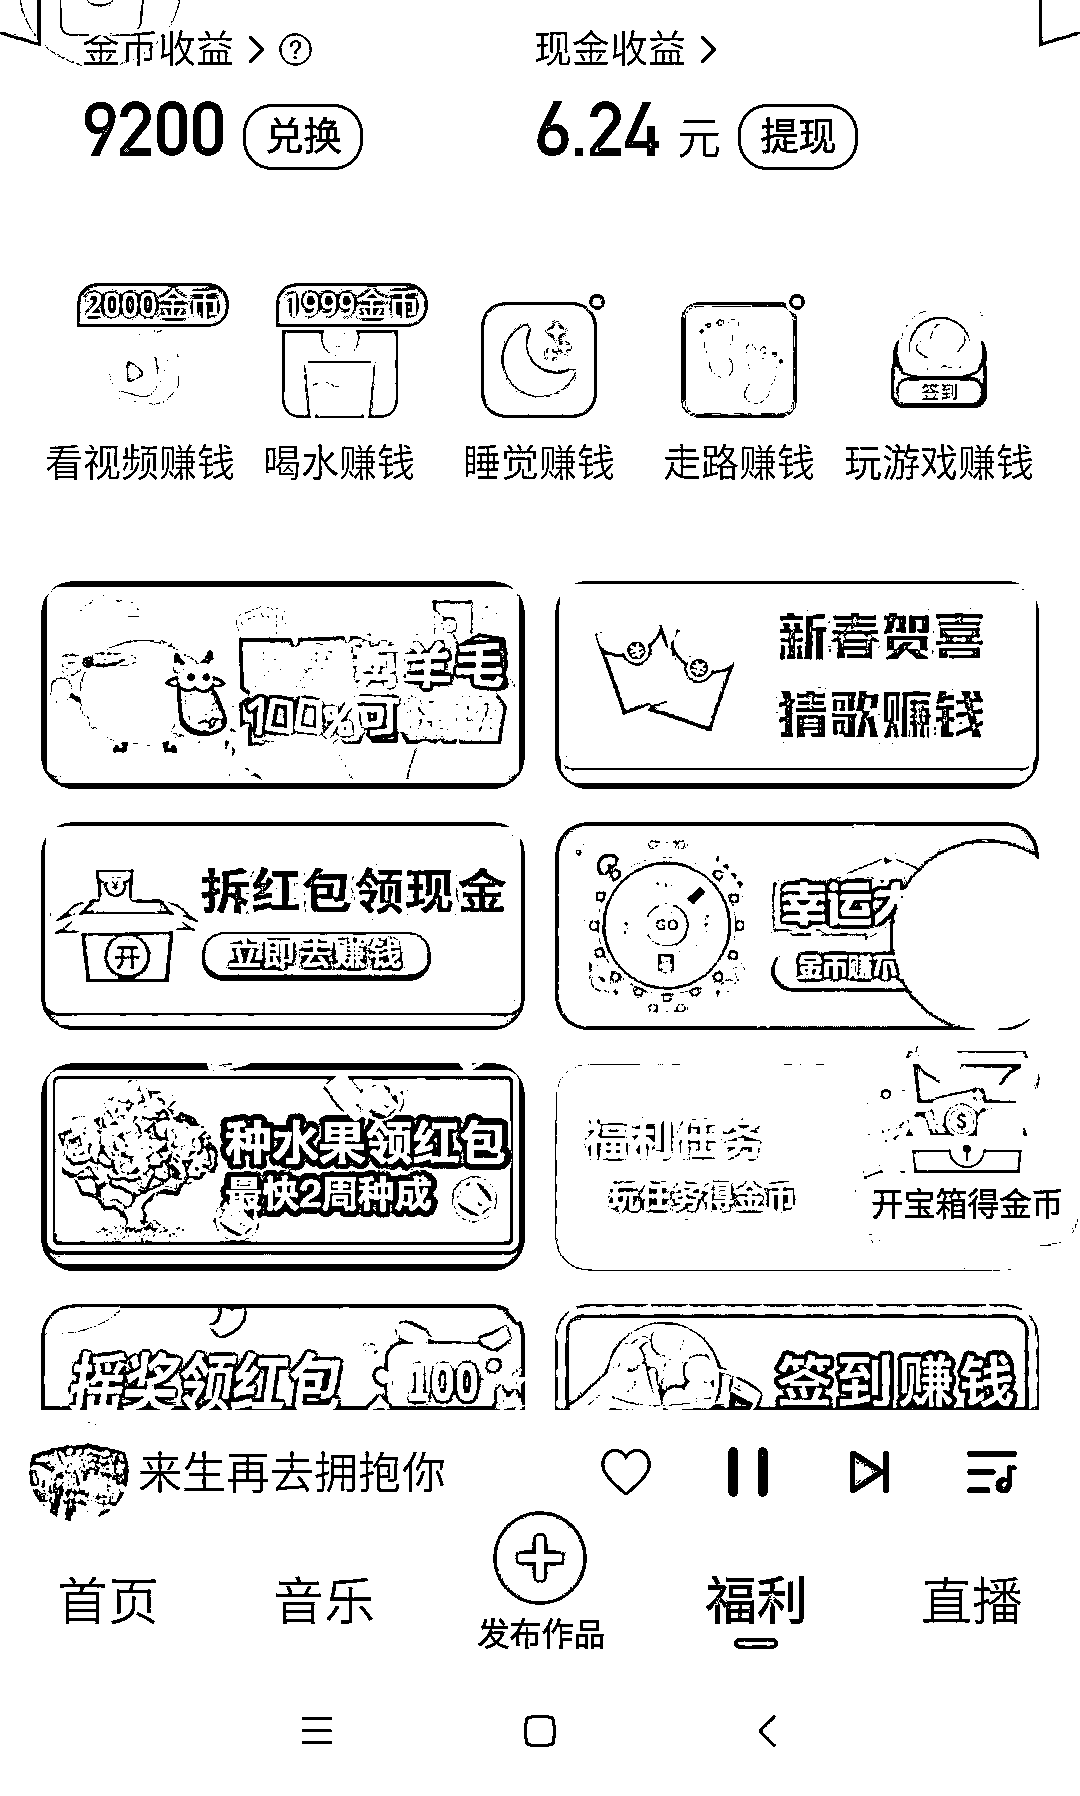 金币收益 > ?
现金收益 >
9200 兑换
6.24 元 提现
2000金币
1999金币
签到
看视频赚钱
喝水赚钱
睡觉赚钱
走路赚钱
玩游戏赚钱
羊毛
100%可
新春贺喜
猜歌赚钱
拆红包领现金
立即去赚钱
开
GO
幸运
金币赚不
种水果领红包
最快2周种成
福利任务
玩任务得金币
$
开宝箱得金币
摇奖领红包
100
签到赚钱
来生再去拥抱你
首页
音乐
发布作品
福利
直播